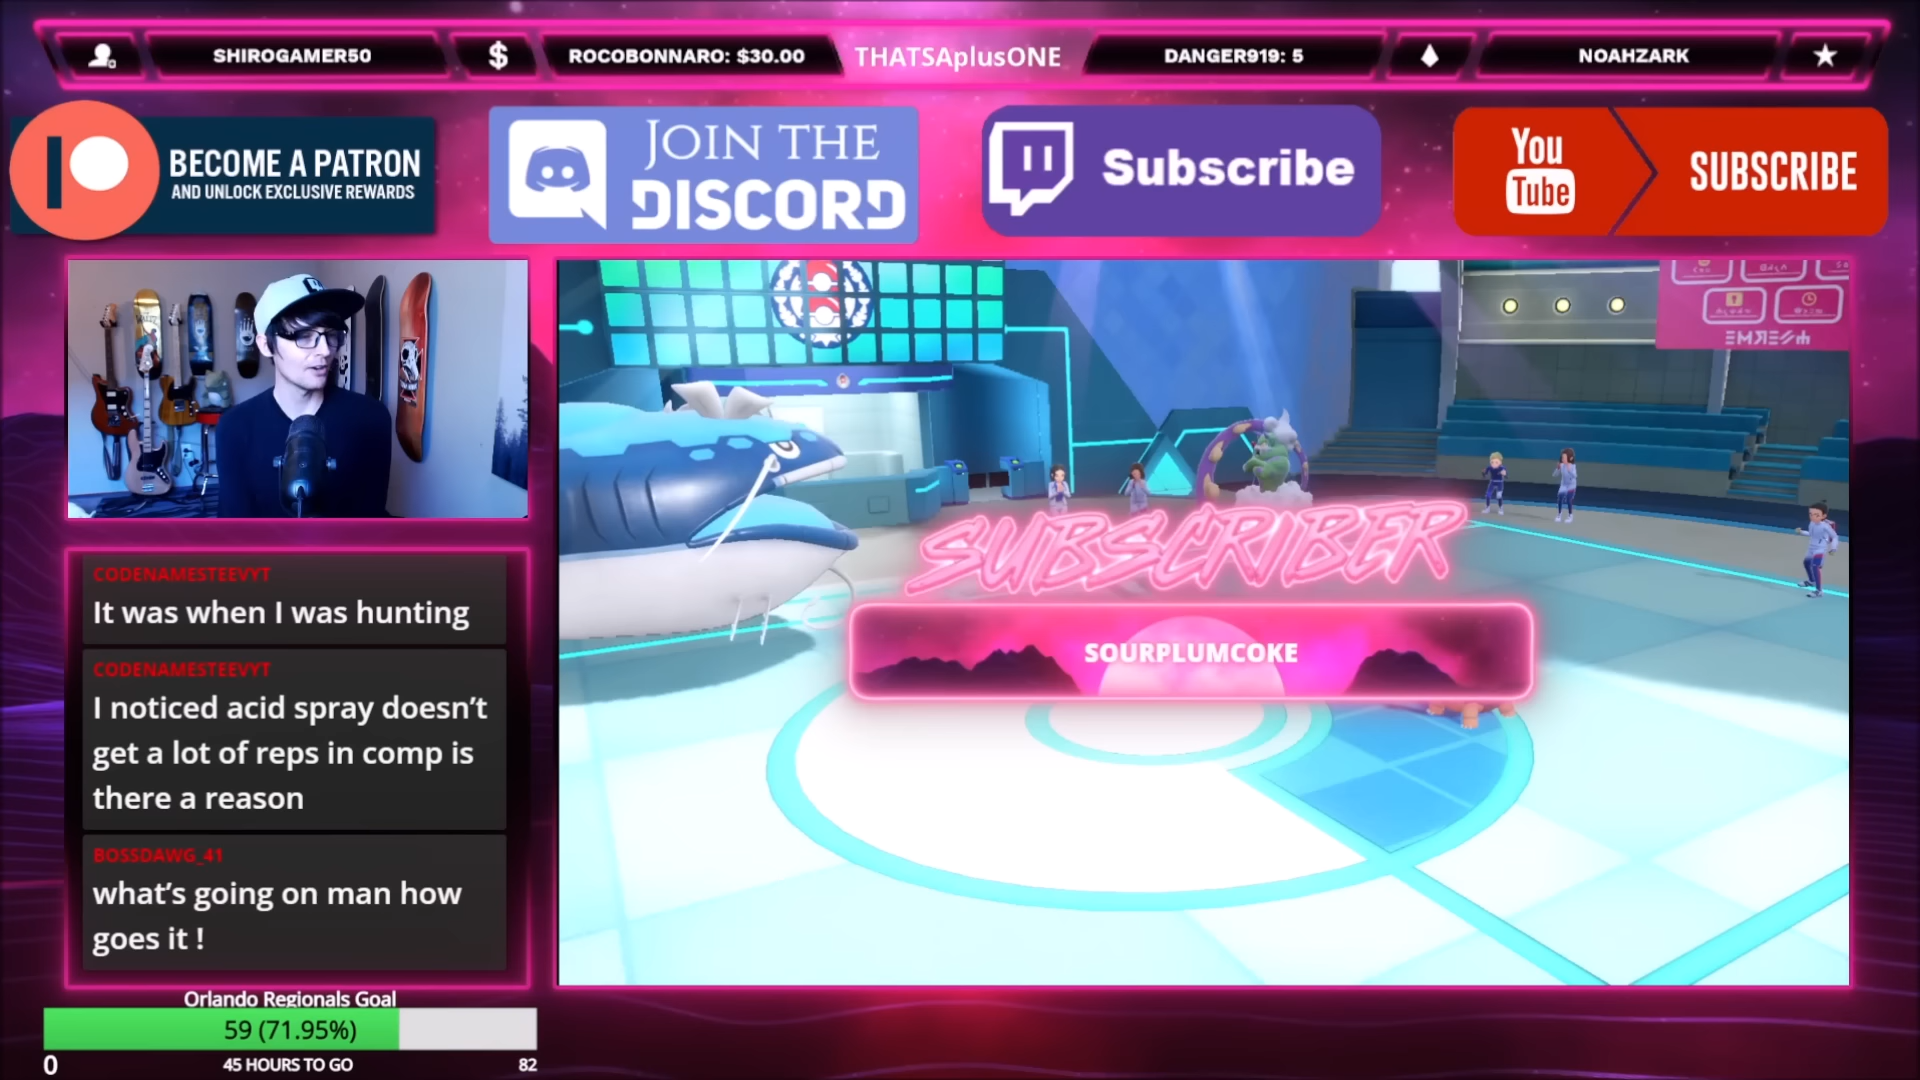 SHIROGAMER50
$
ROCOBONNARO: $30.00
THATSAplusONE
DANGER919: 5
NOAHZARK
BECOME A PATRON
AND UNLOCK EXCLUSIVE REWARDS
JOIN THE
DISCORD
Subscribe
You
Tube
SUBSCRIBE
CODENAMESTEEVYT
It was when I was hunting
CODENAMESTEEVYT
I noticed acid spray doesn't
get a lot of reps in comp is
there a reason
BOSSDAWG_41
what's going on man how
goes it !
SUBSCRIBER
SOURPLUMCOKE
Orlando Regionals Goal
59 (71.95%)
0
45 HOURS TO GO
82